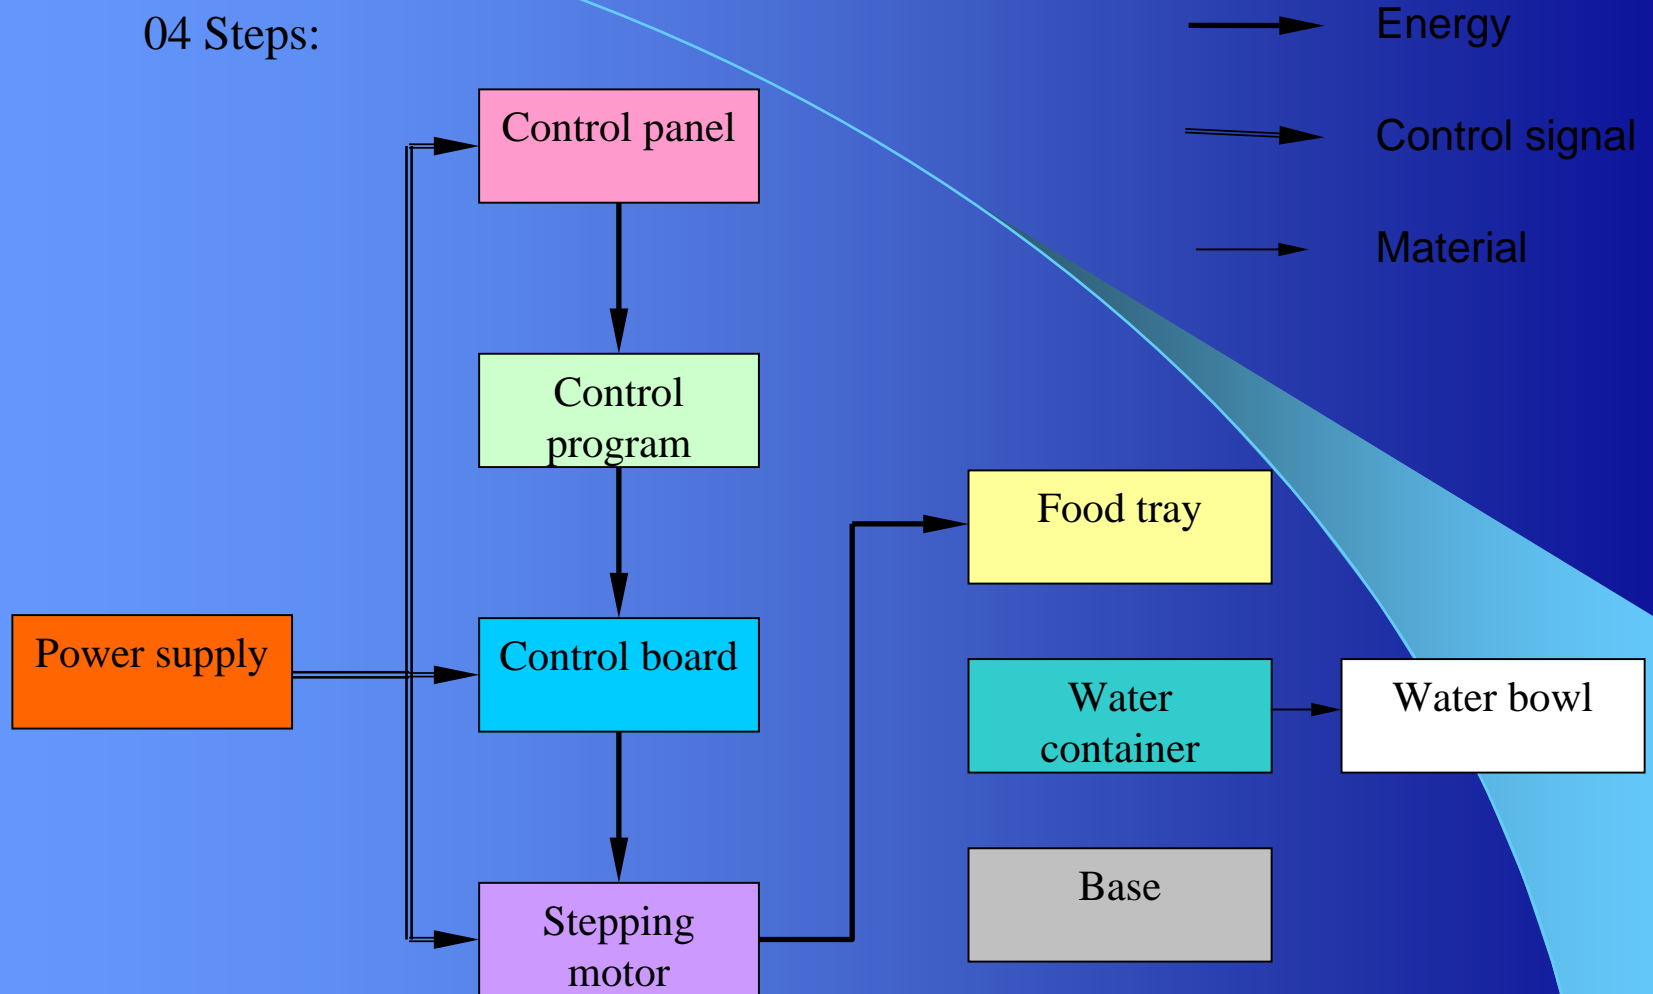 04 Steps:
Energy
Control signal
Material
Control panel
Control
program
Food tray
Power supply
Control board
Water
container
Water bowl
Base
Stepping
motor